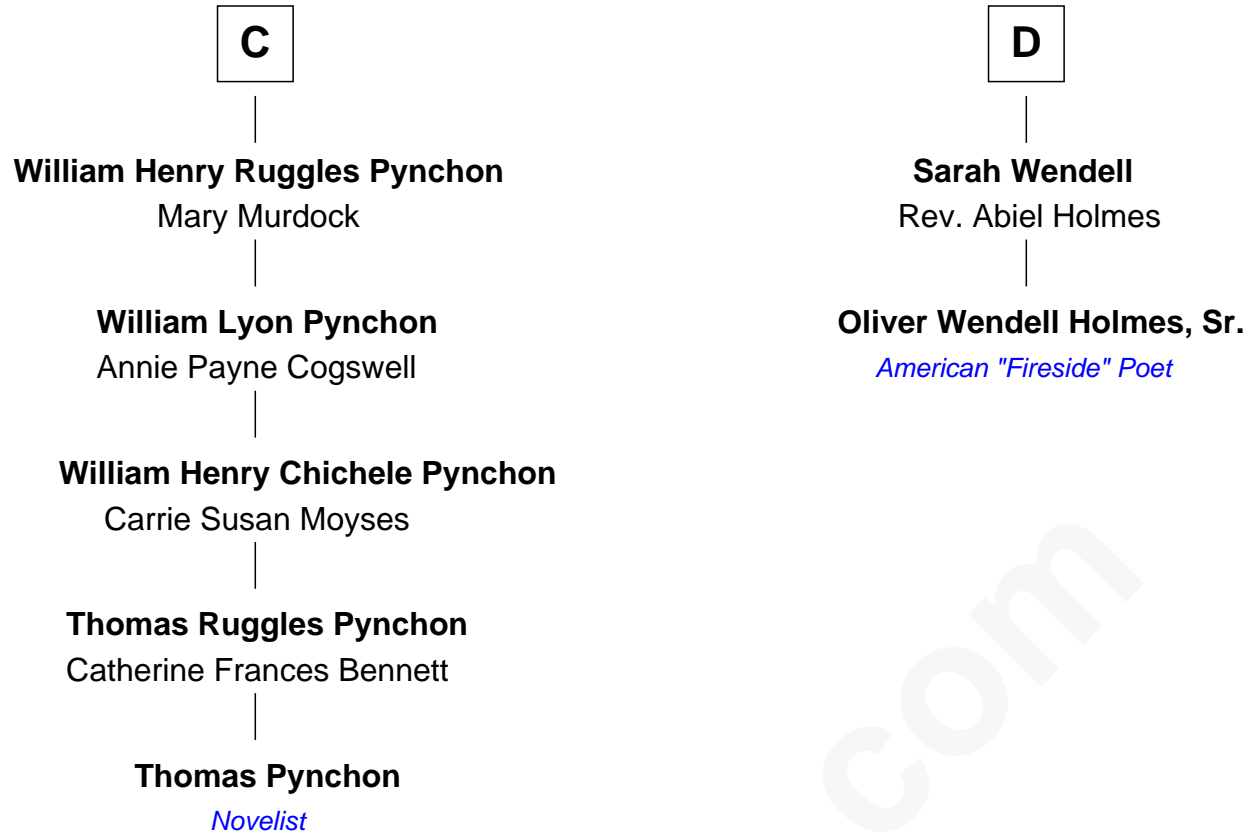 C
William Henry Ruggles Pynchon
Mary Murdock
William Lyon Pynchon
Annie Payne Cogswell
William Henry Chichele Pynchon
Carrie Susan Moyses
Thomas Ruggles Pynchon
Catherine Frances Bennett
Thomas Pynchon
Novelist
D
Sarah Wendell
Rev. Abiel Holmes
Oliver Wendell Holmes, Sr.
American "Fireside" Poet
com